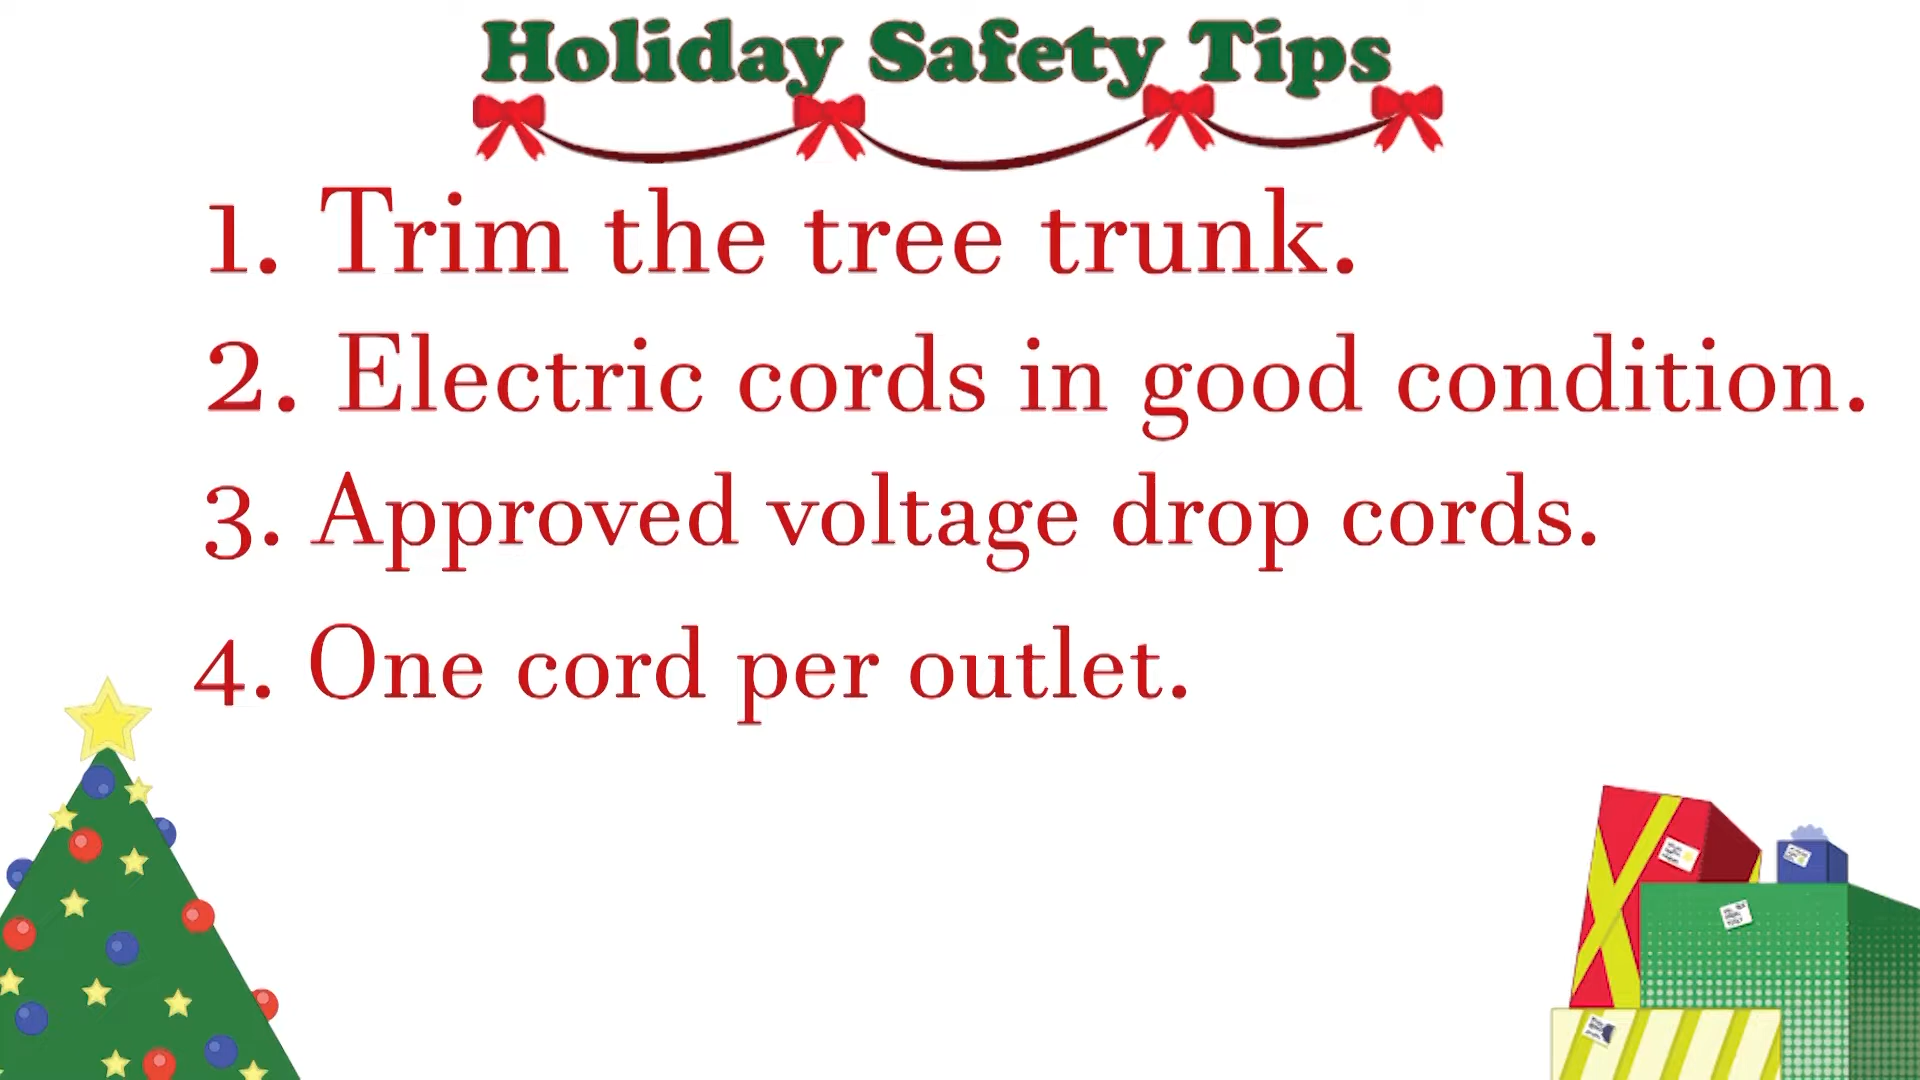 Holiday Safety Tips
1. Trim the tree trunk.
2. Electric cords in good condition.
3. Approved voltage drop cords.
4. One cord per outlet.